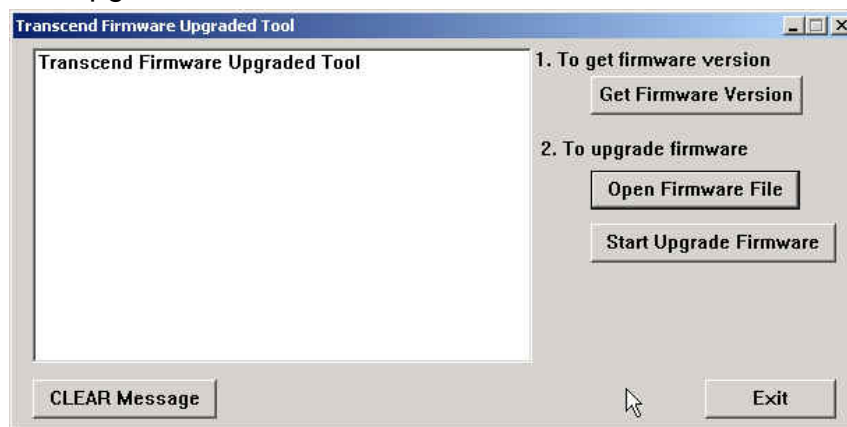 Transcend Firmware Upgraded Tool
Transcend Firmware Upgraded Tool
1. To get firmware version
Get Firmware Version
2. To upgrade firmware
Open Firmware File
Start Upgrade Firmware
CLEAR Message
Exit